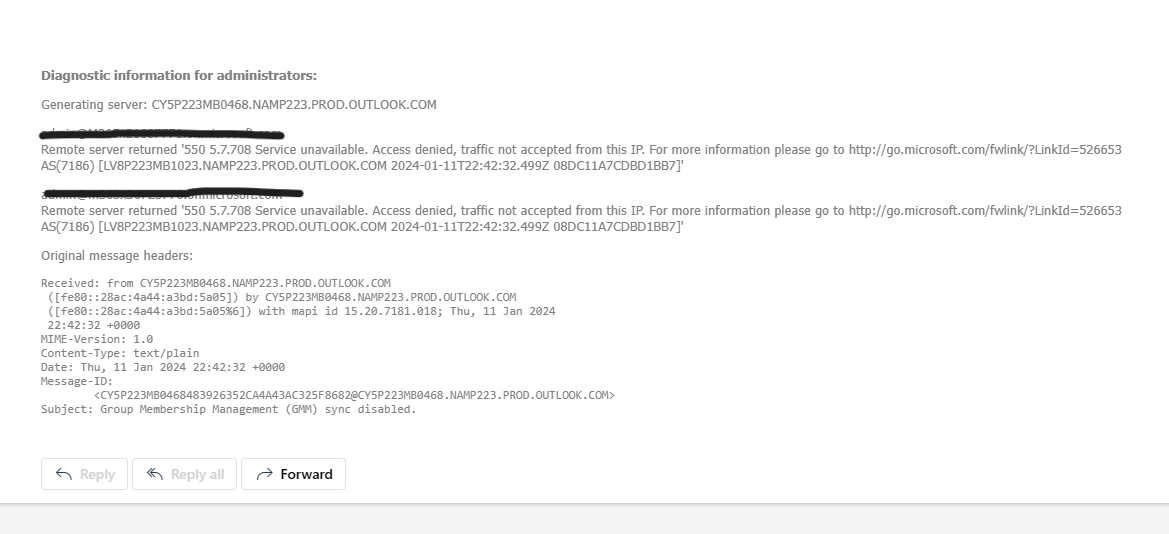 Diagnostic information for administrators:
Generating server: CY5P223MB0468.NAMP223.PROD.OUTLOOK.COM
Remote server returned '550 5.7.708 Service unavailable. Access denied, traffic not accepted from this IP. For more information please go to http://go.microsoft.com/fwlink/?LinkId=526653
AS(7186) [LV8P223MB1023.NAMP223.PROD.OUTLOOK.COM 2024-01-11T22:42:32.499Z 08DC11A7CDBD1BB7]'
Remote server returned '550 5.7.708 Service unavailable. Access denied, traffic not accepted from this IP. For more information please go to http://go.microsoft.com/fwlink/?LinkId=526653
AS(7186) [LV8P223MB1023.NAMP223.PROD.OUTLOOK.COM 2024-01-11T22:42:32.499Z 08DC11A7CDBD1BB7]'
Original message headers:
Received: from CY5P223MB0468.NAMP223.PROD.OUTLOOK.COM
([fe80::28ac:4a44:a3bd:5a05]) by CY5P223MB0468.NAMP223.PROD.OUTLOOK.COM
([fe80::28ac:4a44:a3bd:5a05%6]) with mapi id 15.20.7181.018; Thu, 11 Jan 2024
22:42:32 +0000
MIME-Version: 1.0
Content-Type: text/plain
Date: Thu, 11 Jan 2024 22:42:32 +0000
Message-ID:
<CY5P223MB0468483926352CA4A43AC325F8682@CY5P223MB0468.NAMP223.PROD.OUTLOOK.COM>
Subject: Group Membership Management (GMM) sync disabled.
Reply
Reply all
Forward